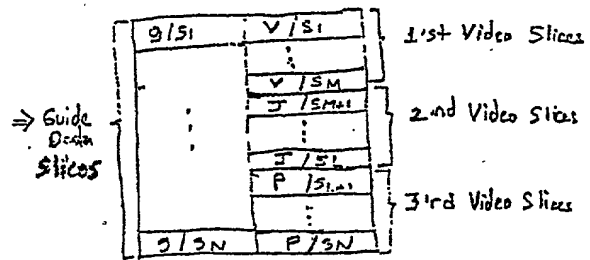 g/S1 V/S1 1'st Video Slices
V/SM
J/SM+1
⇒ Guide
2nd Video Slices
Slices
J/SL
P/SL+1
3'rd Video Slices
g/SN P/SN